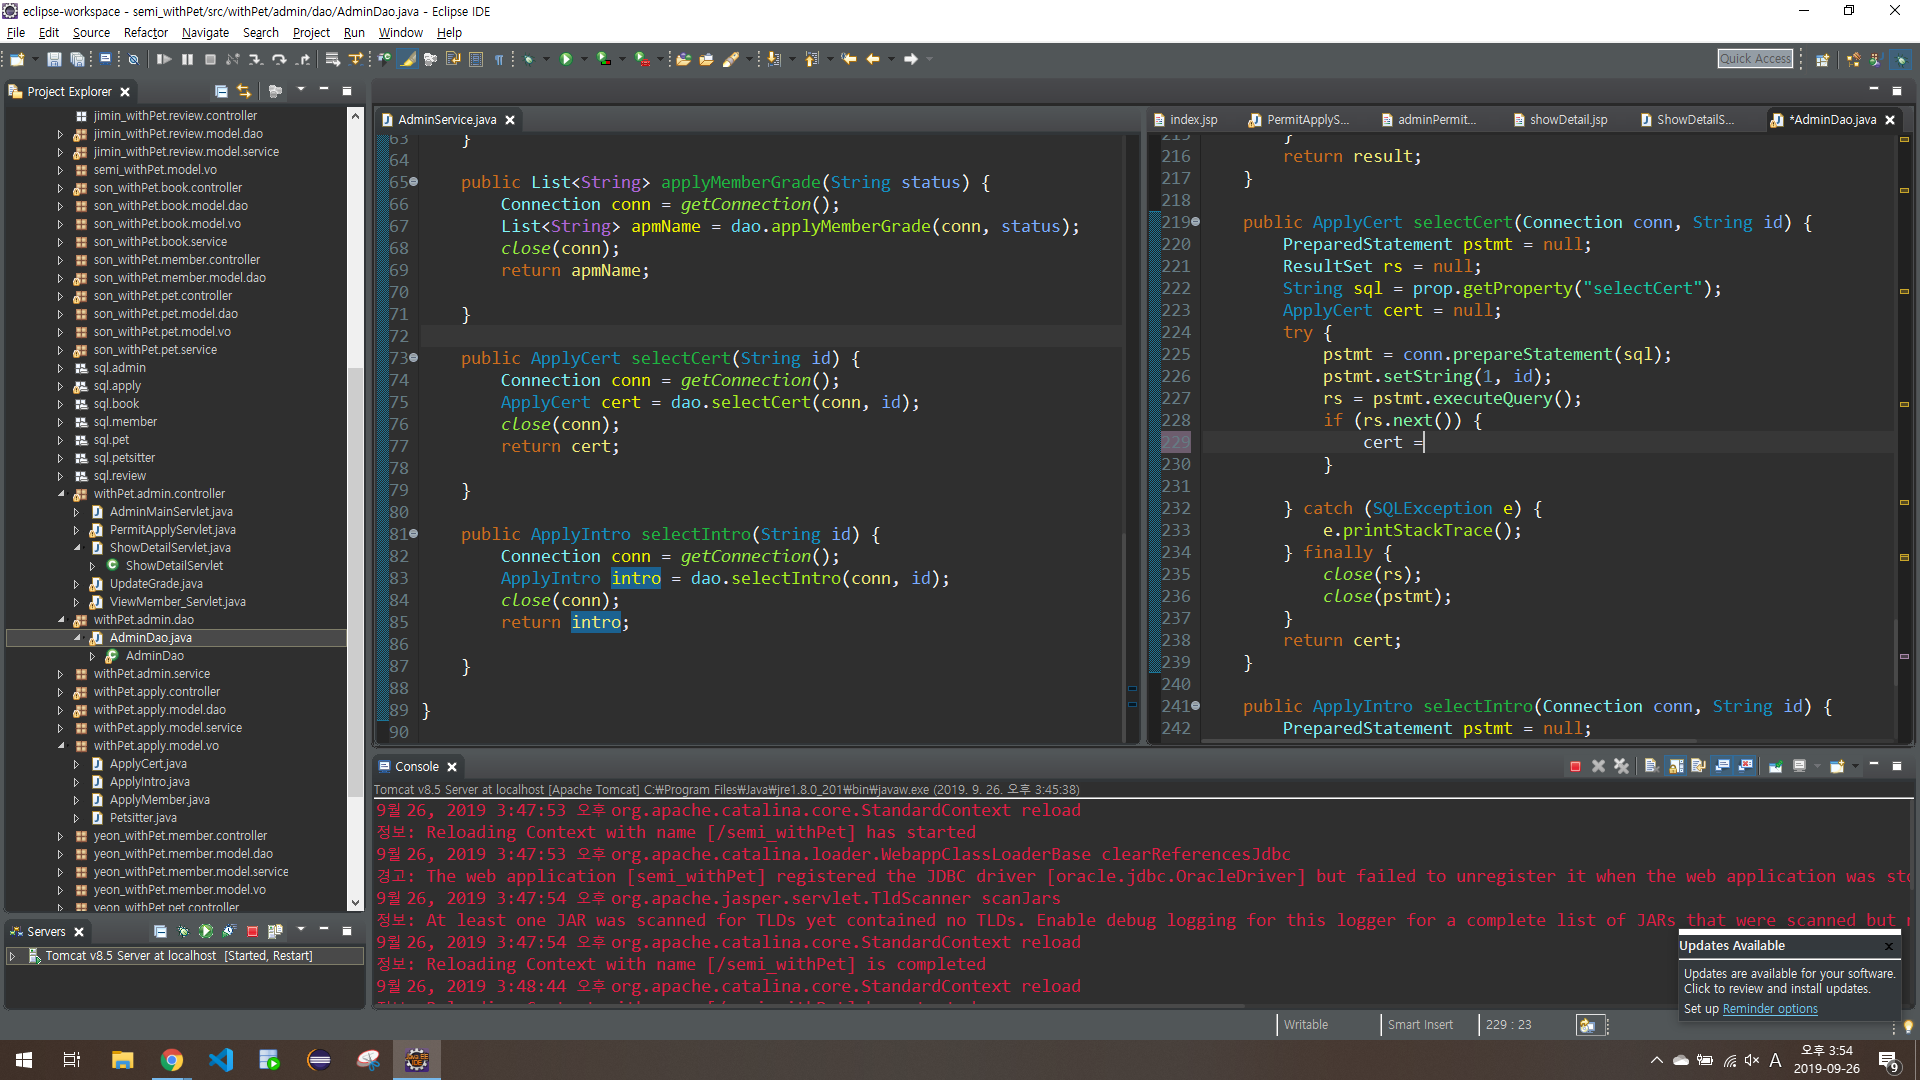 eclipse-workspace - semi_withPet/src/withPet/admin/dao/AdminDao.java - Eclipse IDE
File Edit Source Refactor Navigate Search Project Run Window Help
Quick Access
Project Explorer
jimin_withPet.review.controller
jimin_withPet.review.model.dao
jimin_withPet.review.model.service
semi_withPet.model.vo
son_withPet.book.controller
son_withPet.book.model.dao
son_withPet.book.model.vo
son_withPet.book.service
son_withPet.member.controller
son_withPet.member.model.dao
son_withPet.pet.controller
son_withPet.pet.model.dao
son_withPet.pet.model.vo
son_withPet.pet.service
sql.admin
sql.apply
sql.book
sql.member
sql.pet
sql.petsitter
sql.review
withPet.admin.controller
AdminMainServlet.java
PermitApplyServlet.java
ShowDetailServlet.java
ShowDetailServlet
UpdateGrade.java
ViewMember_Servlet.java
withPet.admin.dao
AdminDao.java
AdminDao
withPet.admin.service
withPet.apply.controller
withPet.apply.model.dao
withPet.apply.model.service
withPet.apply.model.vo
ApplyCert.java
ApplyIntro.java
ApplyMember.java
Petsitter.java
yeon_withPet.member.controller
yeon_withPet.member.model.dao
yeon_withPet.member.model.service
yeon_withPet.member.model.vo
yeon_withPet.pet.controller
Servers
Tomcat v8.5 Server at localhost [Started, Restart]
AdminService.java
63 }
64
65 public List<String> applyMemberGrade(String status) {
66 Connection conn = getConnection();
67 List<String> apmName = dao.applyMemberGrade(conn, status);
68 close(conn);
69 return apmName;
70
71 }
72
73 public ApplyCert selectCert(String id) {
74 Connection conn = getConnection();
75 ApplyCert cert = dao.selectCert(conn, id);
76 close(conn);
77 return cert;
78
79 }
80
81 public ApplyIntro selectIntro(String id) {
82 Connection conn = getConnection();
83 ApplyIntro intro = dao.selectIntro(conn, id);
84 close(conn);
85 return intro;
86
87 }
88
89 }
90
index.jsp PermitApplyS... adminPermit... showDetail.jsp ShowDetailS... *AdminDao.java
215 }
216 return result;
217 }
218
219 public ApplyCert selectCert(Connection conn, String id) {
220 PreparedStatement pstmt = null;
221 ResultSet rs = null;
222 String sql = prop.getProperty("selectCert");
223 ApplyCert cert = null;
224 try {
225 pstmt = conn.prepareStatement(sql);
226 pstmt.setString(1, id);
227 rs = pstmt.executeQuery();
228 if (rs.next()) {
229 cert =
230 }
231
232 } catch (SQLException e) {
233 e.printStackTrace();
234 } finally {
235 close(rs);
236 close(pstmt);
237 }
238 return cert;
239 }
240
241 public ApplyIntro selectIntro(Connection conn, String id) {
242 PreparedStatement pstmt = null;
Console
Tomcat v8.5 Server at localhost [Apache Tomcat] C:₩Program Files₩Java₩jre1.8.0_201₩bin₩javaw.exe (2019. 9. 26. 오후 3:45:38)
9월 26, 2019 3:47:53 오후 org.apache.catalina.core.StandardContext reload
정보: Reloading Context with name [/semi_withPet] has started
9월 26, 2019 3:47:53 오후 org.apache.catalina.loader.WebappClassLoaderBase clearReferencesJdbc
경고: The web application [semi_withPet] registered the JDBC driver [oracle.jdbc.OracleDriver] but failed to unregister it when the web application was sto
9월 26, 2019 3:47:54 오후 org.apache.jasper.servlet.TldScanner scanJars
정보: At least one JAR was scanned for TLDs yet contained no TLDs. Enable debug logging for this logger for a complete list of JARs that were scanned but
9월 26, 2019 3:47:54 오후 org.apache.catalina.core.StandardContext reload
정보: Reloading Context with name [/semi_withPet] is completed
9월 26, 2019 3:48:44 오후 org.apache.catalina.core.StandardContext reload
Updates Available
Updates are available for your software.
Click to review and install updates.
Set up Reminder options
Writable Smart Insert 229 : 23
A
오후 3:54
2019-09-26
9